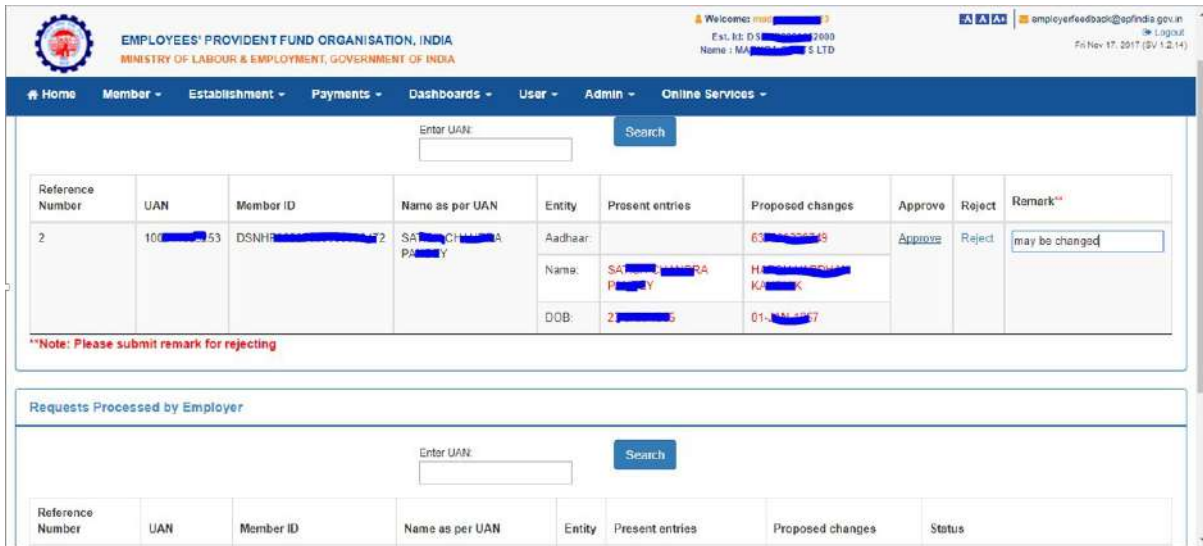 Welcome:
Est. Id: DS 2000
Name : MA S LTD
-A A A+
employerfeedback@epfindia.gov.in
Logout
Fri Nov 17, 2017 (SV 1.2.14)
EMPLOYEES' PROVIDENT FUND ORGANISATION, INDIA
MINISTRY OF LABOUR & EMPLOYMENT, GOVERNMENT OF INDIA
Home Member Establishment Payments Dashboards User Admin Online Services
Enter UAN:
Search
Reference Number UAN Member ID Name as per UAN Entity Present entries Proposed changes Approve Reject Remark**
2 100 53 DSNHP Aadhaar: Approve Reject may be changed
Name:
DOB: 01-
**Note: Please submit remark for rejecting
Requests Processed by Employer
Enter UAN:
Search
Reference Number UAN Member ID Name as per UAN Entity Present entries Proposed changes Status